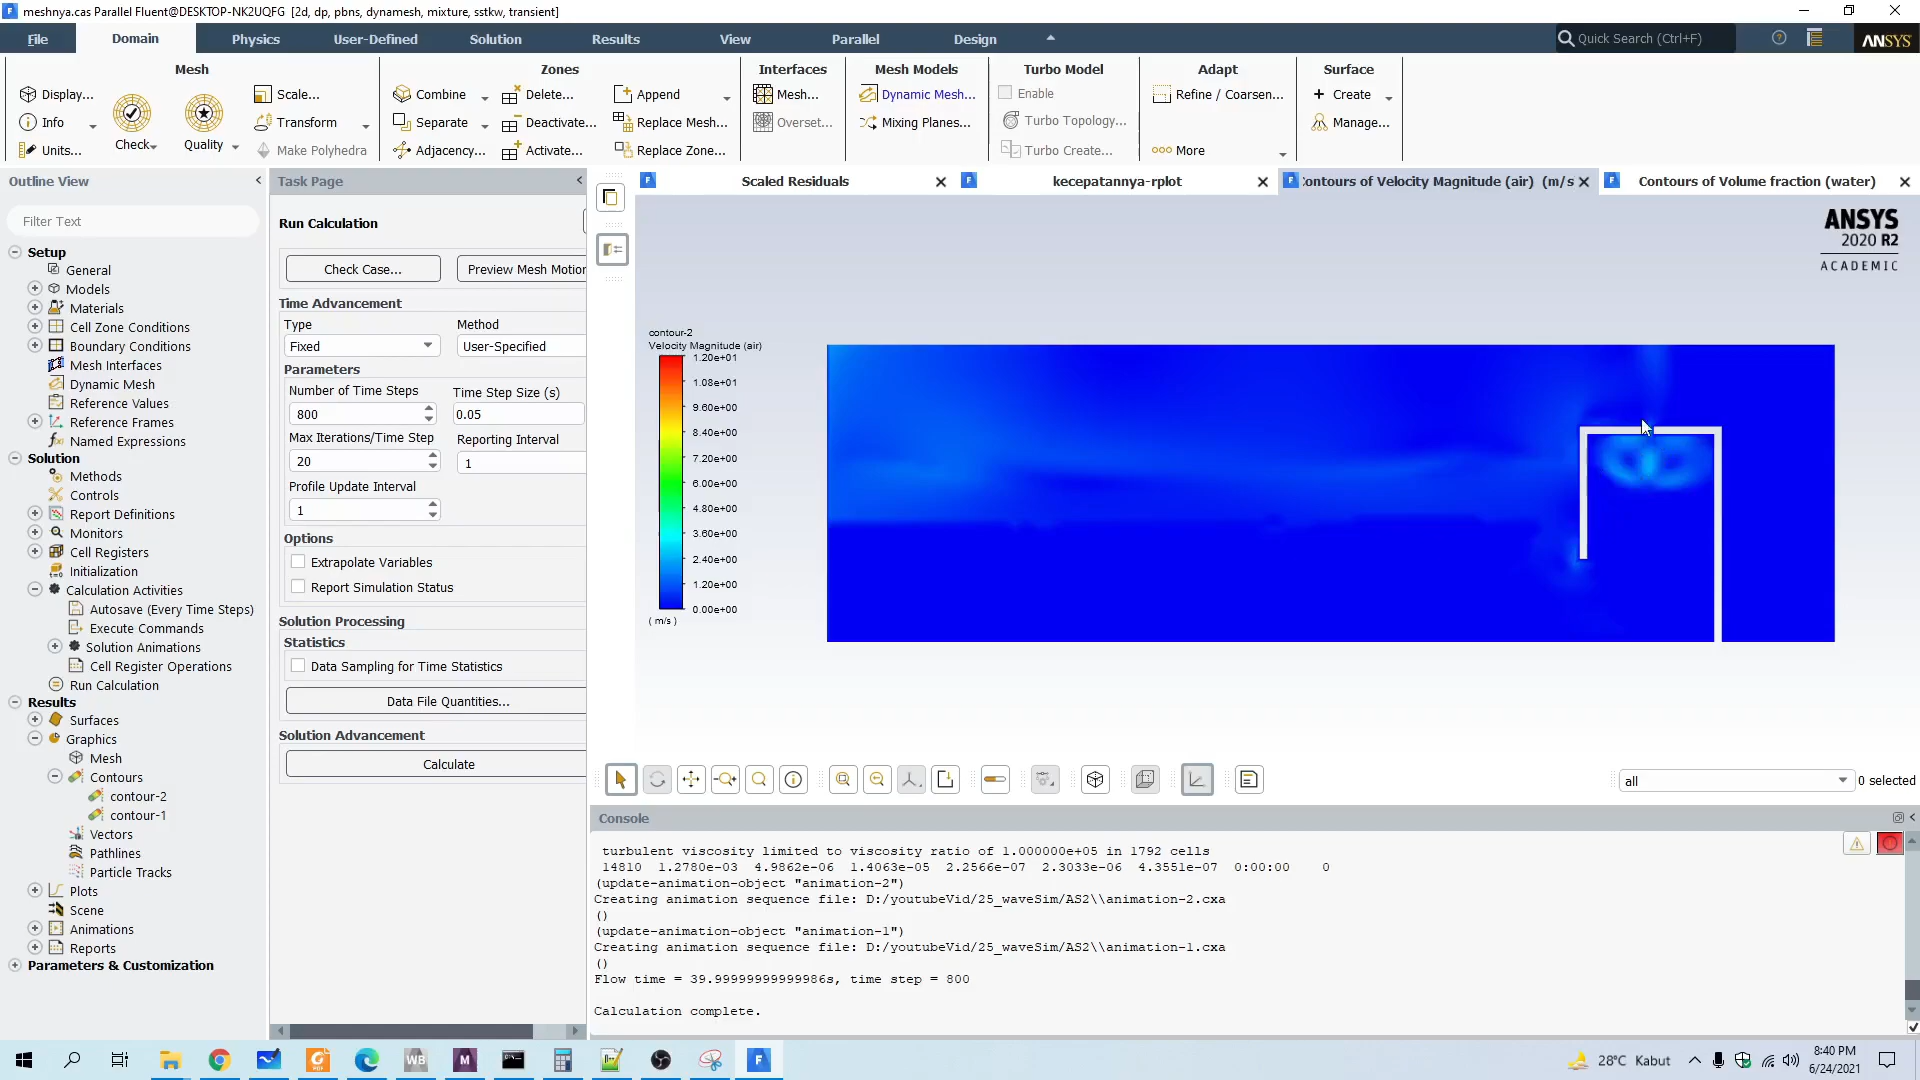 meshnya.cas Parallel Fluent@DESKTOP-NK2UQFG [2d, dp, pbns, dynamesh, mixture, sstkw, transient]
File Domain Physics User-Defined Solution Results View Parallel Design
Quick Search (Ctrl+F)
ANSYS
Mesh
Display...
Info
Units...
Check
Quality
Scale...
Transform
Make Polyhedra
Zones
Combine
Separate
Adjacency...
Delete...
Deactivate...
Activate...
Append
Replace Mesh...
Replace Zone...
Interfaces
Mesh...
Overset...
Mesh Models
Dynamic Mesh...
Mixing Planes...
Turbo Model
Enable
Turbo Topology...
Turbo Create...
Adapt
Refine / Coarsen...
More
Surface
Create
Manage...
Outline View
Filter Text
Setup
General
Models
Materials
Cell Zone Conditions
Boundary Conditions
Mesh Interfaces
Dynamic Mesh
Reference Values
Reference Frames
Named Expressions
Solution
Methods
Controls
Report Definitions
Monitors
Cell Registers
Initialization
Calculation Activities
Autosave (Every Time Steps)
Execute Commands
Solution Animations
Cell Register Operations
Run Calculation
Results
Surfaces
Graphics
Mesh
Contours
contour-2
contour-1
Vectors
Pathlines
Particle Tracks
Plots
Scene
Animations
Reports
Parameters & Customization
Task Page
Run Calculation
Check Case...
Preview Mesh Motion
Time Advancement
Type
Method
Fixed
User-Specified
Parameters
Number of Time Steps
Time Step Size (s)
800
0.05
Max Iterations/Time Step
Reporting Interval
20
1
Profile Update Interval
1
Options
Extrapolate Variables
Report Simulation Status
Solution Processing
Statistics
Data Sampling for Time Statistics
Data File Quantities...
Solution Advancement
Calculate
Scaled Residuals
kecepatannya-rplot
ontours of Velocity Magnitude (air) (m/s
Contours of Volume fraction (water)
ANSYS
2020 R2
ACADEMIC
contour-2
Velocity Magnitude (air)
1.20e+01
1.08e+01
9.60e+00
8.40e+00
7.20e+00
6.00e+00
4.80e+00
3.60e+00
2.40e+00
1.20e+00
0.00e+00
( m/s )
all
0 selected
Console
turbulent viscosity limited to viscosity ratio of 1.000000e+05 in 1792 cells
14810 1.2780e-03 4.9862e-06 1.4063e-05 2.2566e-07 2.3033e-06 4.3551e-07 0:00:00 0
(update-animation-object "animation-2")
Creating animation sequence file: D:/youtubeVid/25_waveSim/AS2\\animation-2.cxa
()
(update-animation-object "animation-1")
Creating animation sequence file: D:/youtubeVid/25_waveSim/AS2\\animation-1.cxa
()
Flow time = 39.99999999999986s, time step = 800
Calculation complete.
28°C Kabut
8:40 PM
6/24/2021